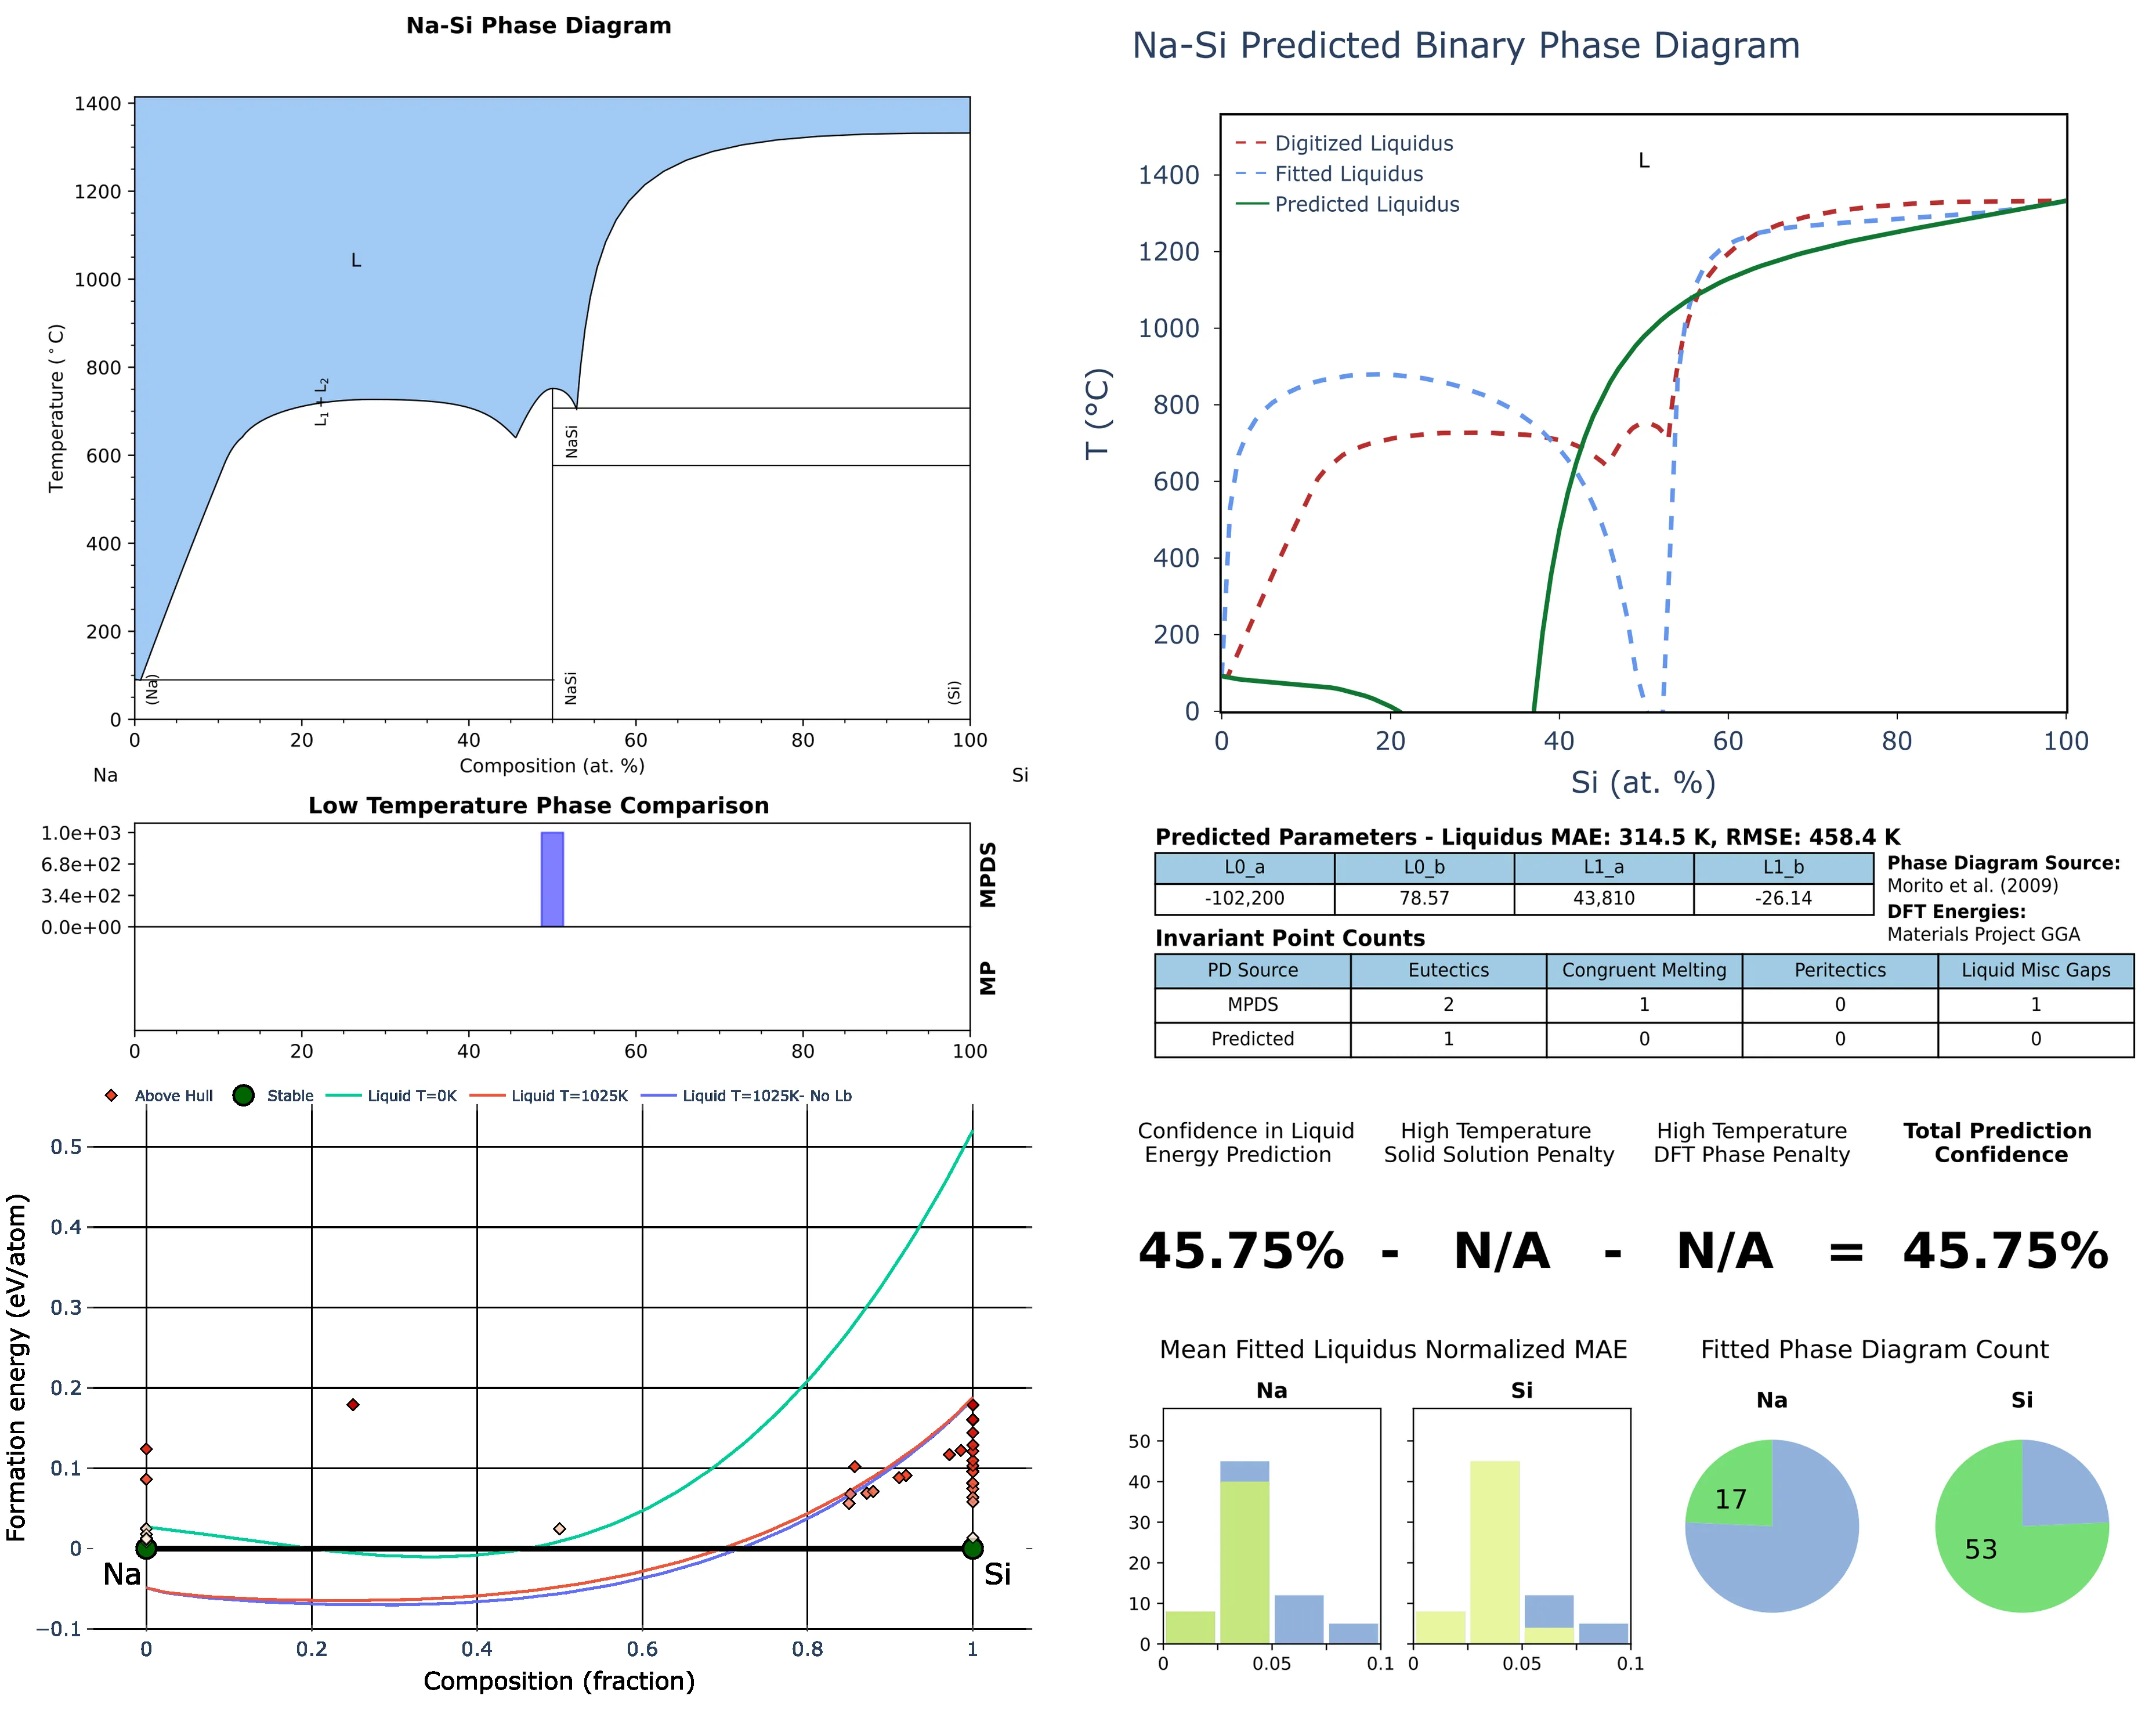 Na-Si Phase Diagram
1400
1200
1000
800
600
400
200
0
Temperature (°C)
L
L₁ + L₂
NaSi
(Na)
NaSi
(Si)
0 20 40 60 80 100
Na Composition (at. %) Si
Low Temperature Phase Comparison
1.0e+03
6.8e+02
3.4e+02
0.0e+00
MPDS
MP
0 20 40 60 80 100
Above Hull Stable Liquid T=0K Liquid T=1025K Liquid T=1025K- No Lb
0.5
0.4
0.3
0.2
0.1
0
−0.1
Formation energy (eV/atom)
Na Si
0 0.2 0.4 0.6 0.8 1
Composition (fraction)
Na-Si Predicted Binary Phase Diagram
Digitized Liquidus
Fitted Liquidus
Predicted Liquidus
L
1400
1200
1000
800
600
400
200
0
T (°C)
0 20 40 60 80 100
Si (at. %)
Predicted Parameters - Liquidus MAE: 314.5 K, RMSE: 458.4 K
L0_a L0_b L1_a L1_b
-102,200 78.57 43,810 -26.14
Phase Diagram Source:
Morito et al. (2009)
DFT Energies:
Materials Project GGA
Invariant Point Counts
PD Source Eutectics Congruent Melting Peritectics Liquid Misc Gaps
MPDS 2 1 0 1
Predicted 1 0 0 0
Confidence in Liquid
Energy Prediction
High Temperature
Solid Solution Penalty
High Temperature
DFT Phase Penalty
Total Prediction
Confidence
45.75% - N/A - N/A = 45.75%
Mean Fitted Liquidus Normalized MAE
Na Si
50
40
30
20
10
0
0 0.05 0.1 0 0.05 0.1
Fitted Phase Diagram Count
Na Si
17
53